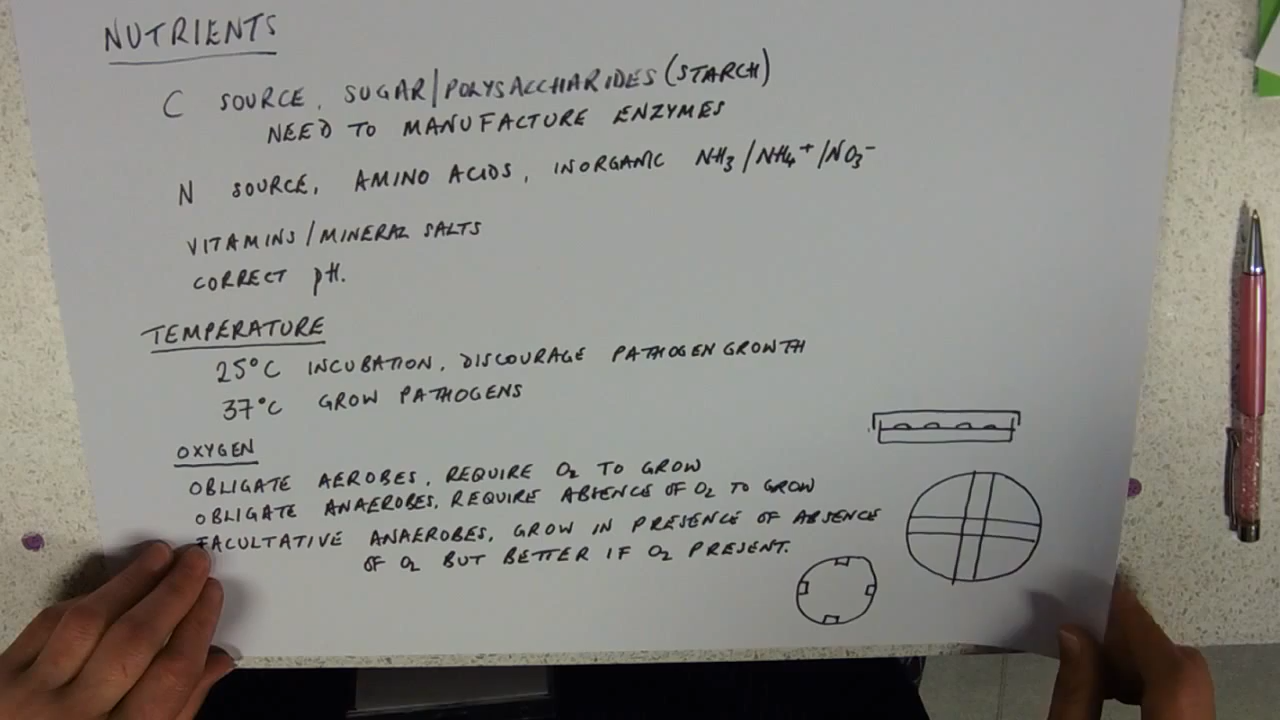 NUTRIENTS
C SOURCE, SUGAR/POLYSACCHARIDES (STARCH)
NEED TO MANUFACTURE ENZYMES
N SOURCE, AMINO ACIDS, INORGANIC NH₃/NH₄⁺/NO₃⁻
VITAMINS/MINERAL SALTS
CORRECT pH.
TEMPERATURE
25°C INCUBATION, DISCOURAGE PATHOGEN GROWTH
37°C GROW PATHOGENS
OXYGEN
OBLIGATE AEROBES, REQUIRE O₂ TO GROW
OBLIGATE ANAEROBES, REQUIRE ABSENCE OF O₂ TO GROW
FACULTATIVE ANAEROBES, GROW IN PRESENCE OF ABSENCE
OF O₂ BUT BETTER IF O₂ PRESENT.